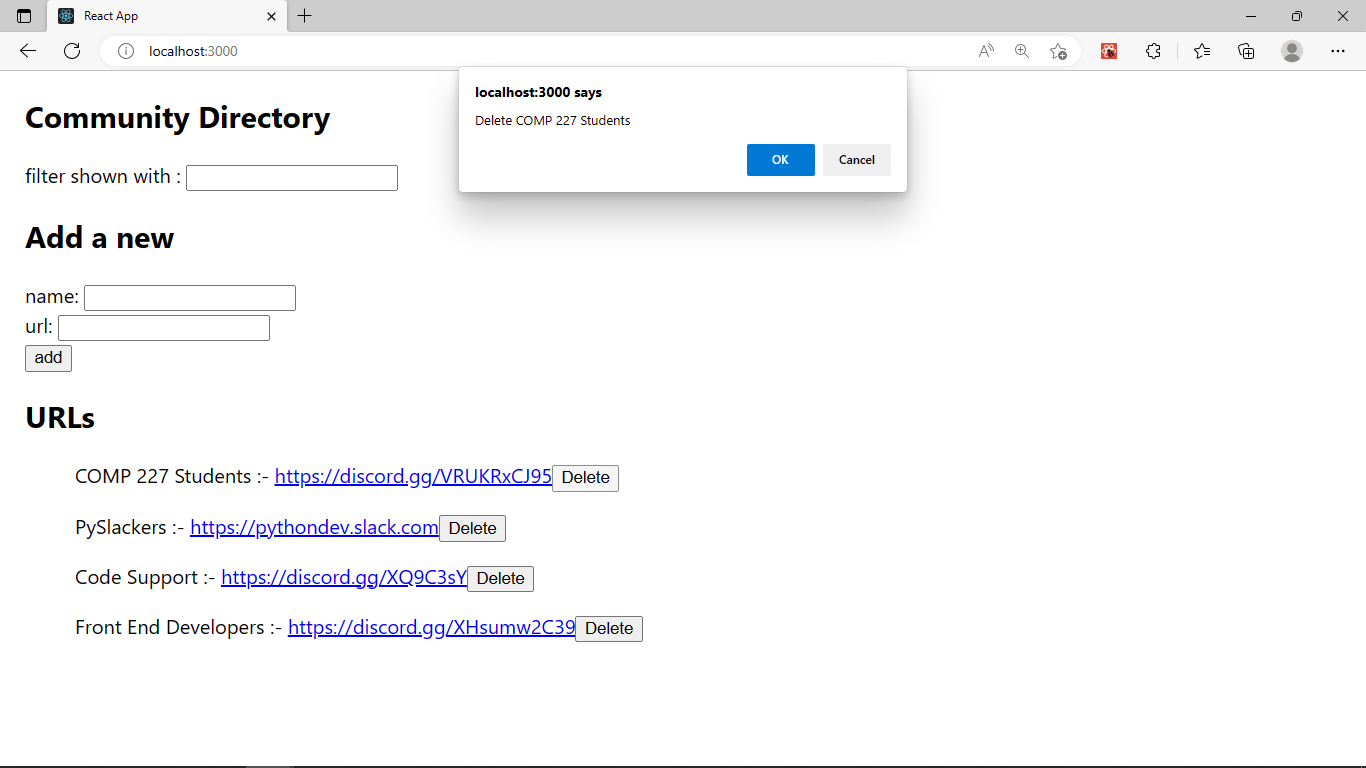 React App
localhost:3000
localhost:3000 says
Delete COMP 227 Students
OK Cancel
Community Directory
filter shown with :
Add a new
name:
url:
add
URLs
COMP 227 Students :- https://discord.gg/VRUKRxCJ95 Delete
PySlackers :- https://pythondev.slack.com Delete
Code Support :- https://discord.gg/XQ9C3sY Delete
Front End Developers :- https://discord.gg/XHsumw2C39 Delete